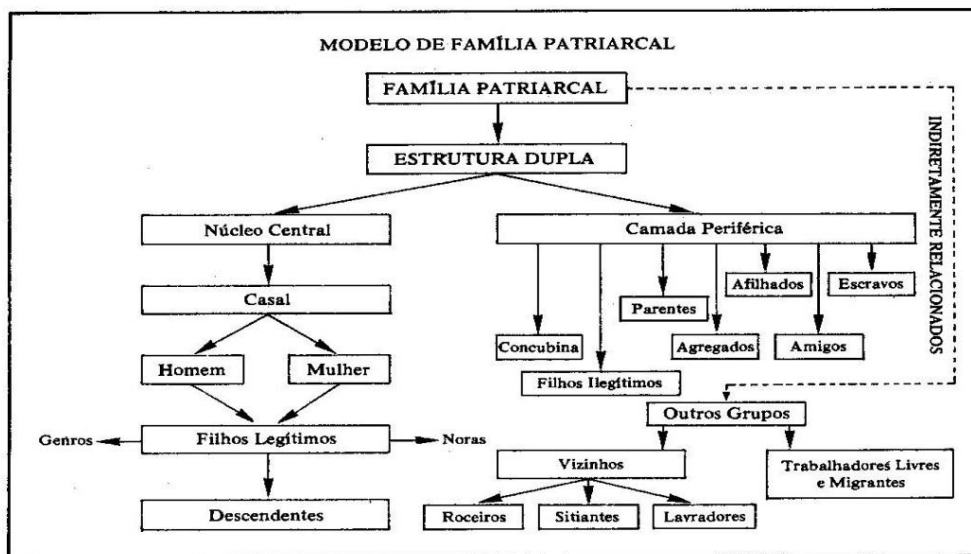 MODELO DE FAMÍLIA PATRIARCAL
FAMÍLIA PATRIARCAL
ESTRUTURA DUPLA
INDIRETAMENTE RELACIONADOS
Núcleo Central
Camada Periférica
Casal
Afilhados
Escravos
Parentes
Concubina
Agregados
Amigos
Homem
Mulher
Filhos Ilegítimos
Outros Grupos
Genros
Filhos Legítimos
Noras
Vizinhos
Trabalhadores Livres
e Migrantes
Descendentes
Roceiros
Sitiantes
Lavradores